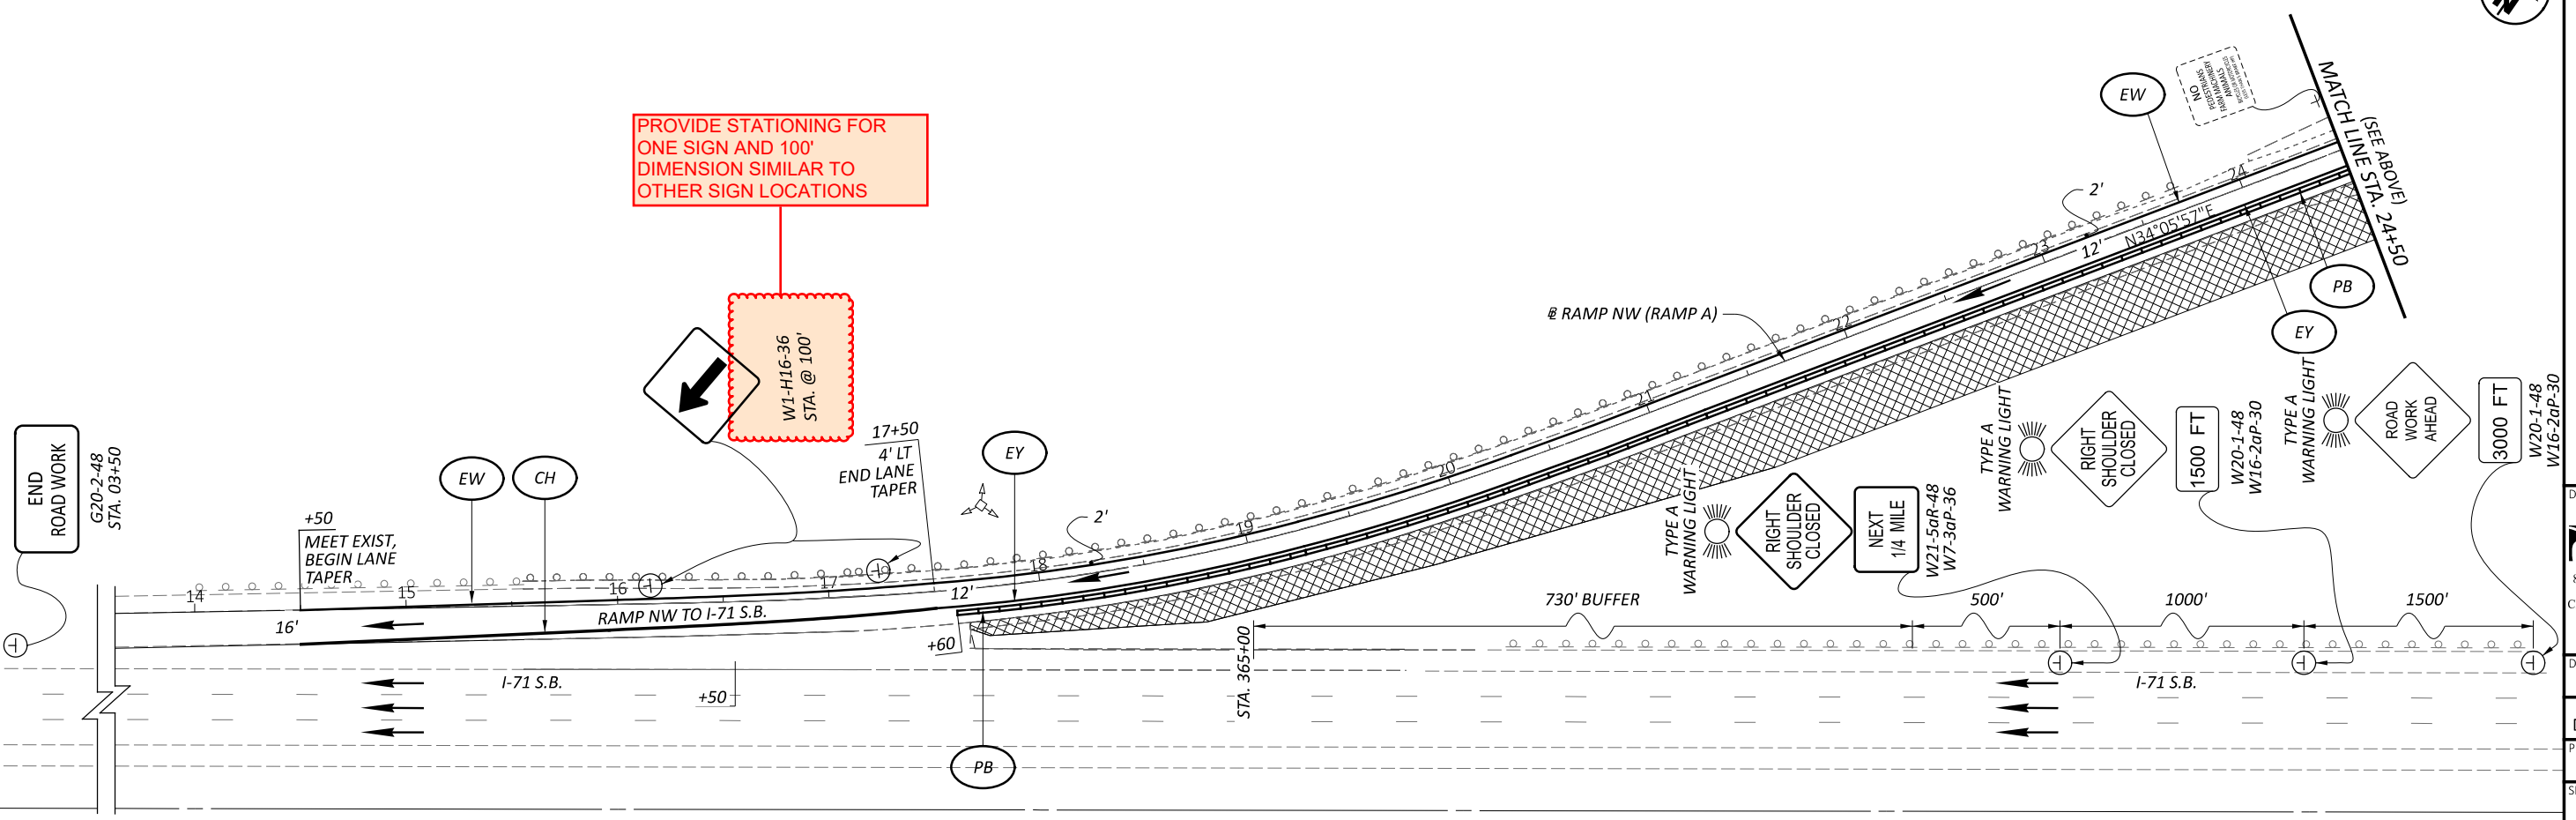 PROVIDE STATIONING FOR
ONE SIGN AND 100'
DIMENSION SIMILAR TO
OTHER SIGN LOCATIONS
W1-H16-36
STA. @ 100'
END
ROAD WORK
G20-2-48
STA. 03+50
+50
MEET EXIST,
BEGIN LANE
TAPER
EW
CH
17+50
4' LT
END LANE
TAPER
EY
2'
14
15
16
17
18
19
20
21
22
23
24
16'
RAMP NW TO I-71 S.B.
12'
+60
I-71 S.B.
+50
PB
STA. 365+00
730' BUFFER
500'
1000'
1500'
I-71 S.B.
RAMP NW (RAMP A)
2'
12'
N34°05'57"E
EW
NO
PEDESTRIANS
FARM MACHINERY
ANIMALS
MATCH LINE STA. 24+50
(SEE ABOVE)
PB
EY
TYPE A
WARNING LIGHT
RIGHT
SHOULDER
CLOSED
NEXT
1/4 MILE
W21-5aR-48
W7-3aP-36
TYPE A
WARNING LIGHT
RIGHT
SHOULDER
CLOSED
1500 FT
W20-1-48
W16-2aP-30
TYPE A
WARNING LIGHT
ROAD
WORK
AHEAD
3000 FT
W20-1-48
W16-2aP-30